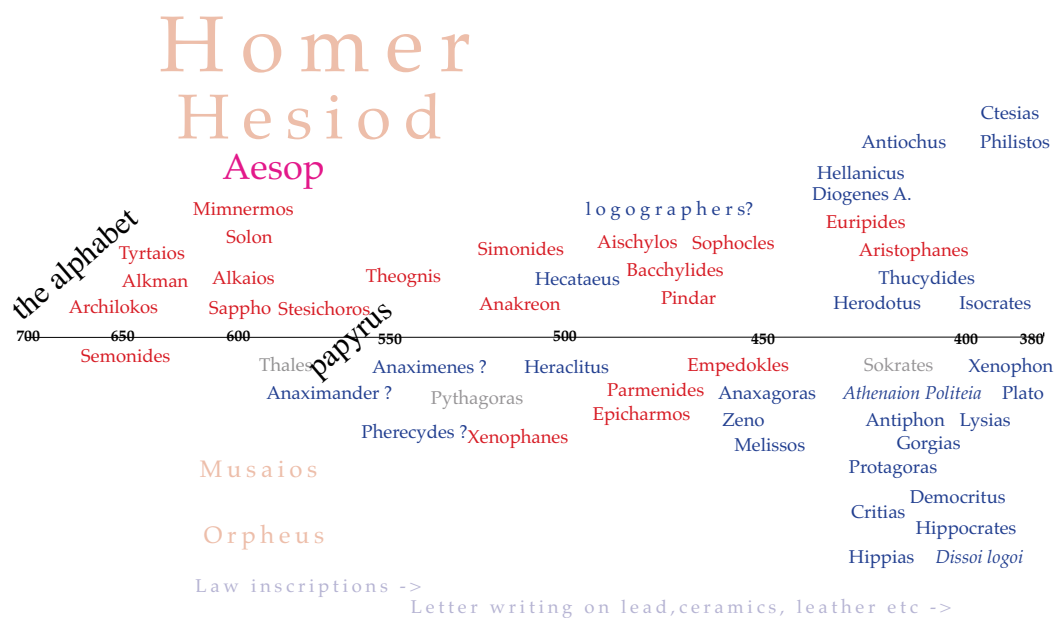 Homer
Hesiod
Ctesias
Antiochus Philistos
Aesop
Hellanicus
Diogenes A.
Mimnermos logographers?
Euripides
the alphabet
Solon
Simonides Aischylos Sophocles
Tyrtaios Aristophanes
Alkman Alkaios Theognis Hecataeus Bacchylides Thucydides
Archilokos Sappho Stesichoros Anakreon Pindar Herodotus Isocrates
papyrus
700 650 600 550 500 450 400 380
Semonides
Thales Anaximenes ? Heraclitus Empedokles Sokrates Xenophon
Anaximander ? Pythagoras Parmenides Anaxagoras Athenaion Politeia Plato
Epicharmos Zeno Antiphon Lysias
Pherecydes ? Xenophanes Melissos Gorgias
Musaios Protagoras
Democritus
Critias
Orpheus Hippocrates
Hippias Dissoi logoi
Law inscriptions ->
Letter writing on lead,ceramics, leather etc ->